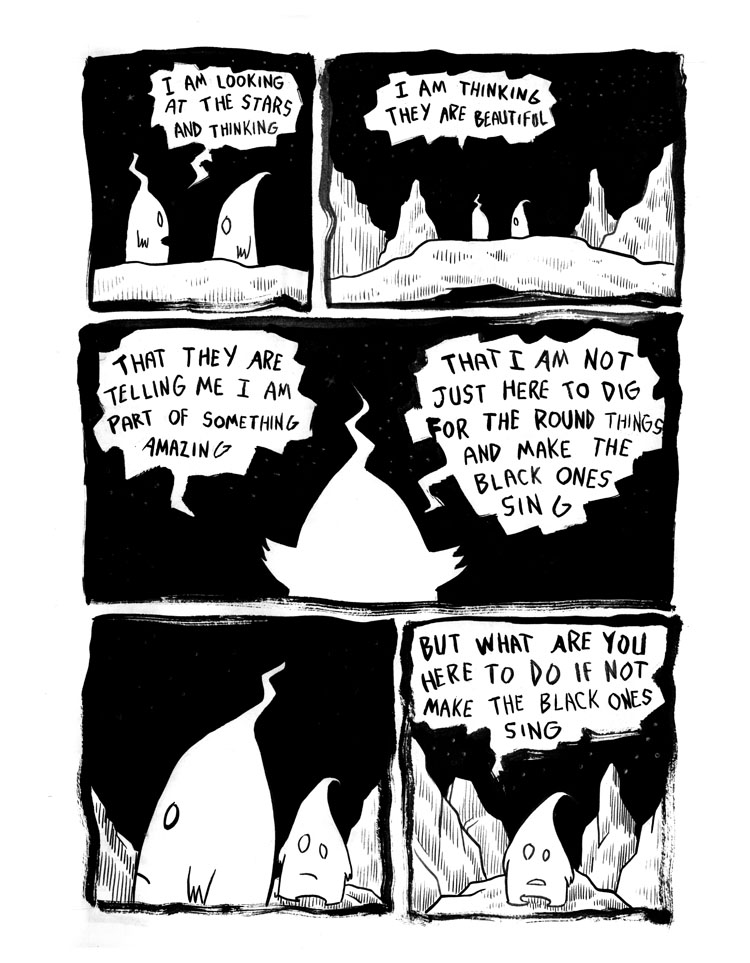 I AM LOOKING
AT THE STARS
AND THINKING
I AM THINKING
THEY ARE BEAUTIFUL
THAT THEY ARE
TELLING ME I AM
PART OF SOMETHING
AMAZING
THAT I AM NOT
JUST HERE TO DIG
FOR THE ROUND THINGS
AND MAKE THE
BLACK ONES
SING
BUT WHAT ARE YOU
HERE TO DO IF NOT
MAKE THE BLACK ONES
SING